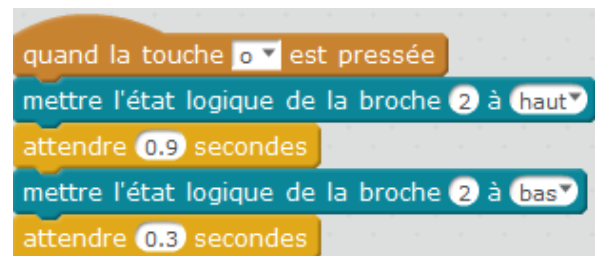 quand la touche o est pressée
mettre l'état logique de la broche 2 à haut
attendre 0.9 secondes
mettre l'état logique de la broche 2 à bas
attendre 0.3 secondes